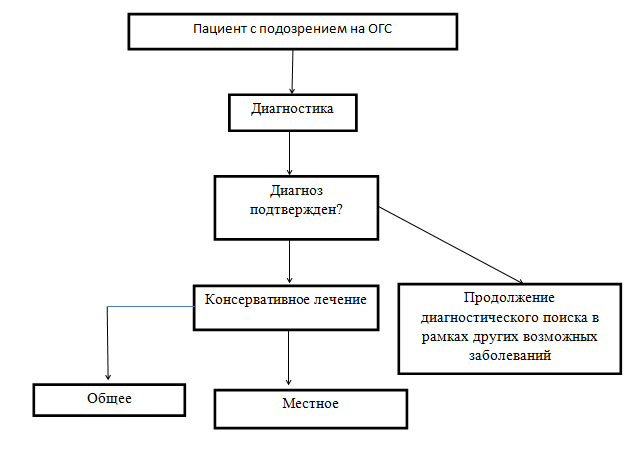 Пациент с подозрением на ОГС
Диагностика
Диагноз
подтвержден?
Консервативное лечение
Продолжение
диагностического поиска в
рамках других возможных
заболеваний
Общее
Местное